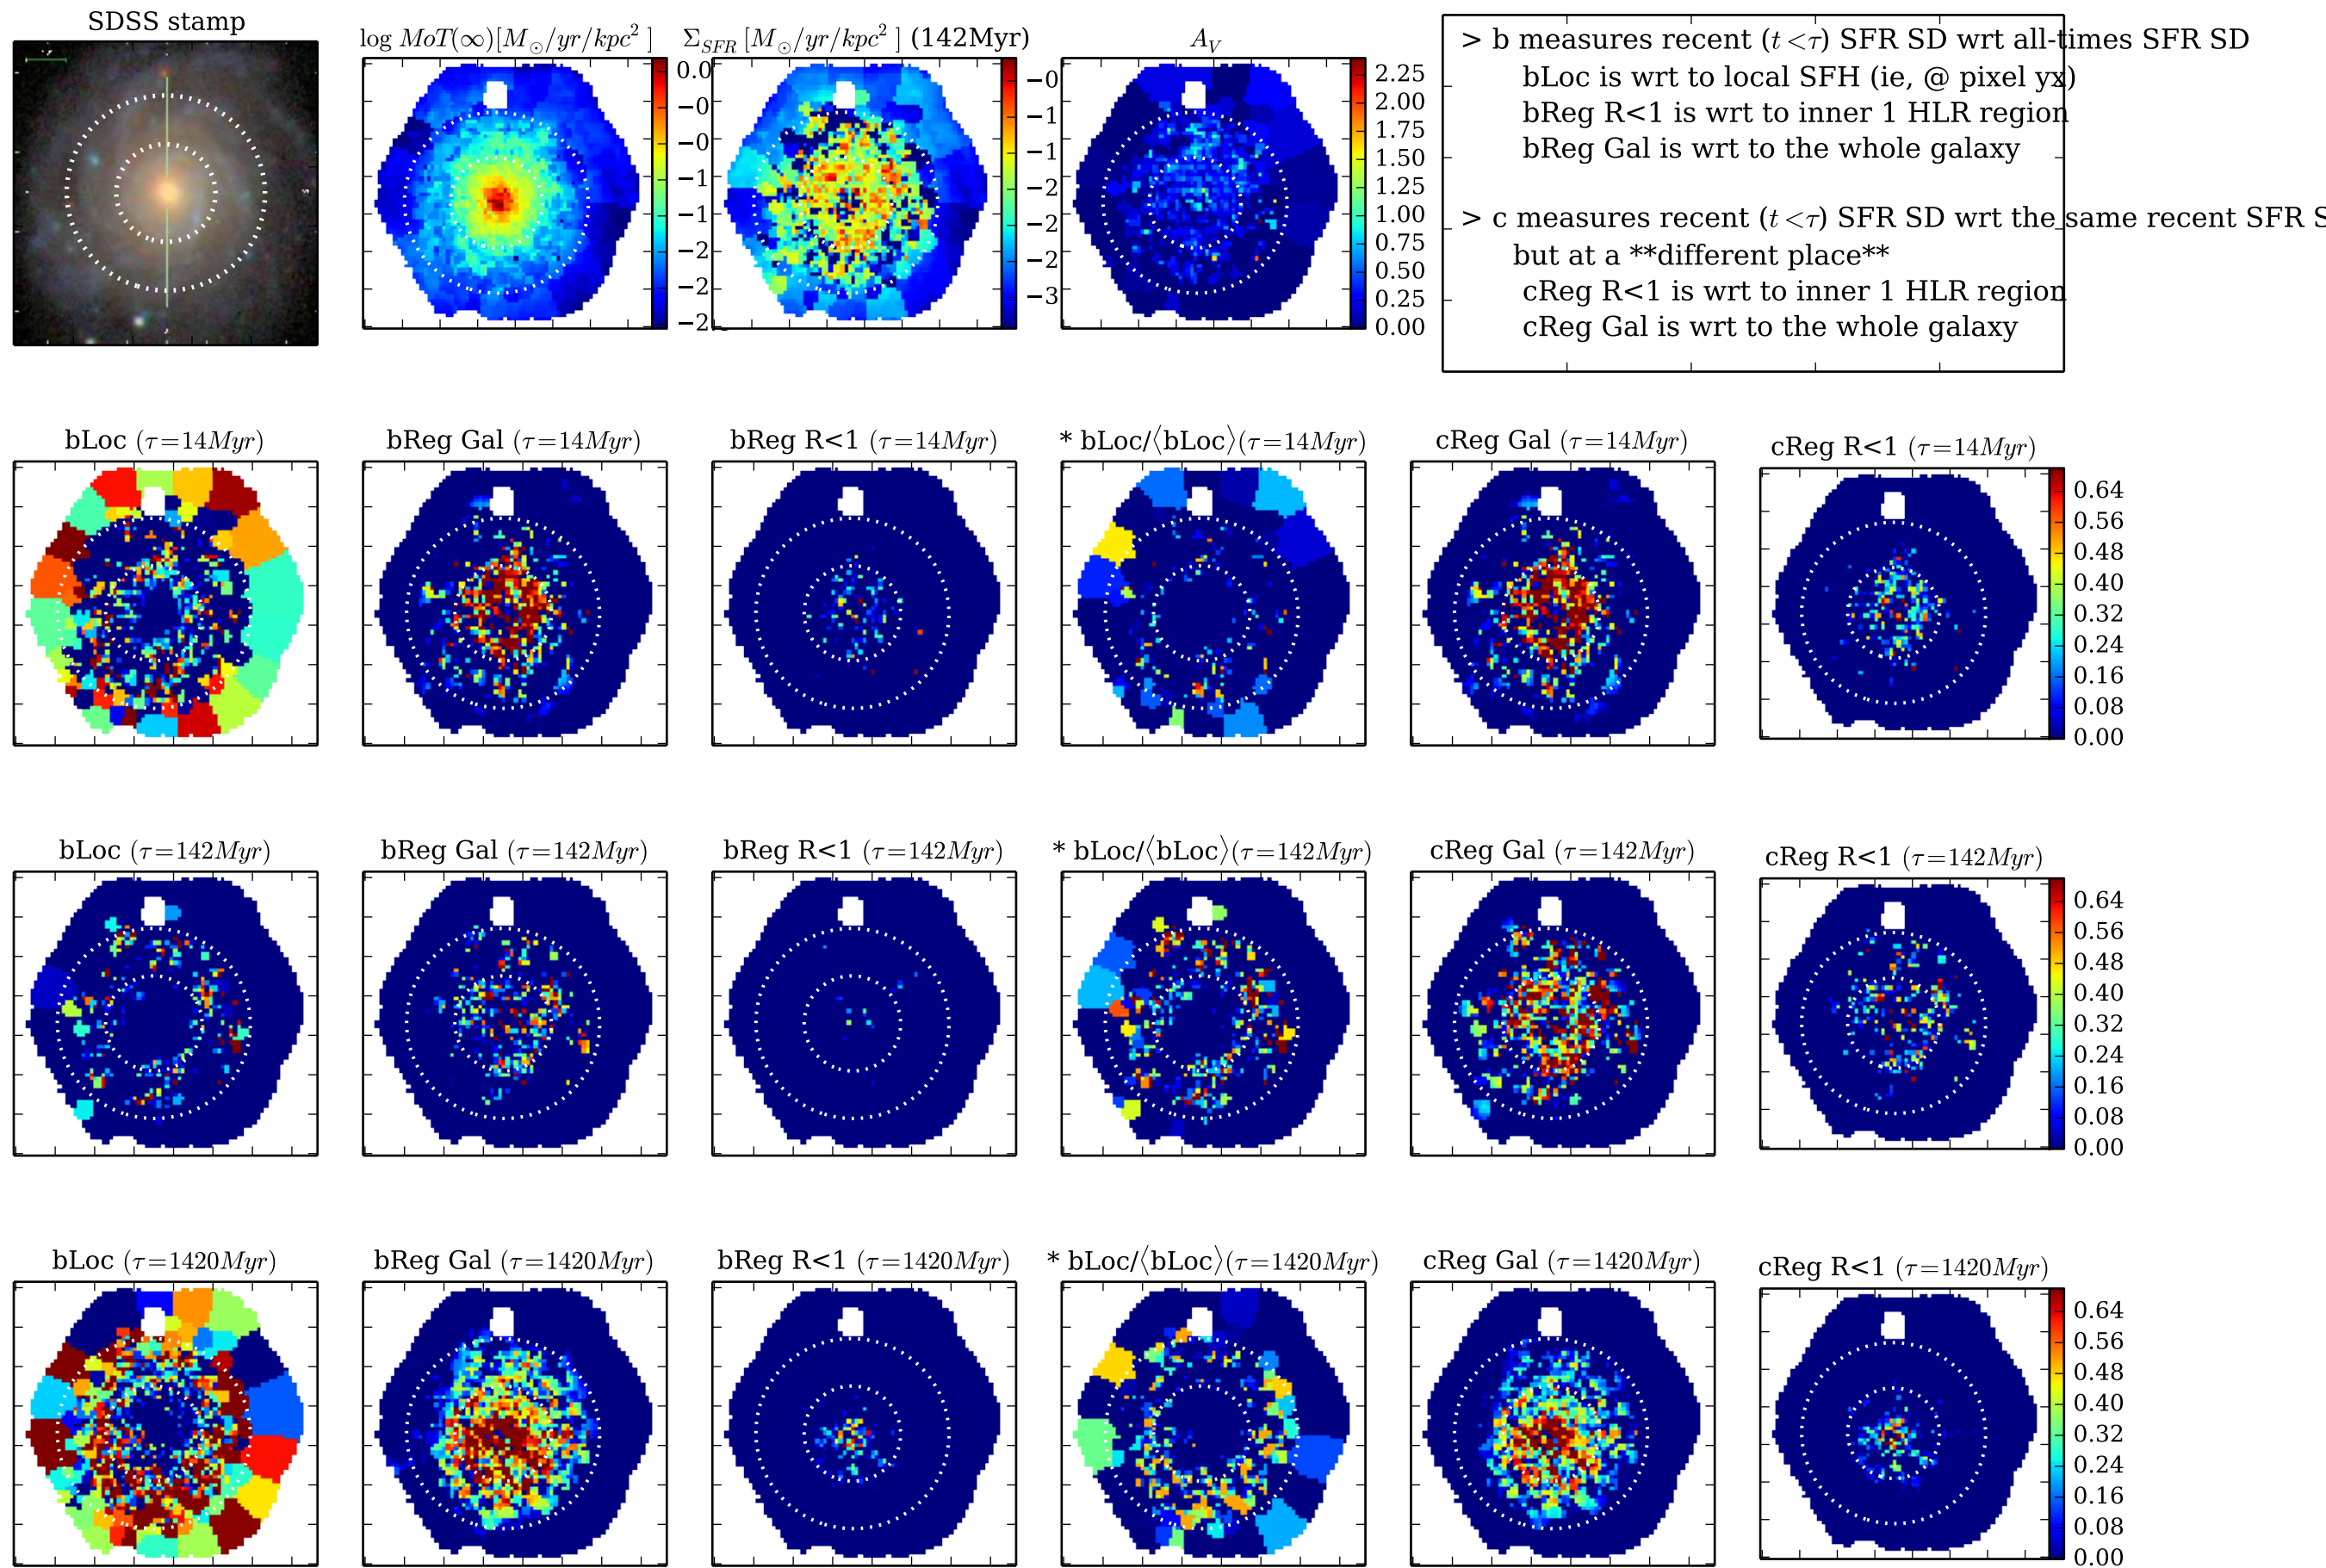 SDSS stamp
log MoT(∞)[M⊙/yr/kpc² ]
Σ_SFR [M⊙/yr/kpc² ] (142Myr)
A_V
0.0
−0
−0
−1
−1
−2
−2
−0
−1
−1
−2
−2
−2
−3
2.25
2.00
1.75
1.50
1.25
1.00
0.75
0.50
0.25
0.00
> b measures recent (t<τ) SFR SD wrt all-times SFR SD
bLoc is wrt to local SFH (ie, @ pixel yx)
bReg R<1 is wrt to inner 1 HLR region
bReg Gal is wrt to the whole galaxy
> c measures recent (t<τ) SFR SD wrt the same recent SFR S
but at a **different place**
cReg R<1 is wrt to inner 1 HLR region
cReg Gal is wrt to the whole galaxy
bLoc (τ=14Myr)
bReg Gal (τ=14Myr)
bReg R<1 (τ=14Myr)
* bLoc/⟨bLoc⟩(τ=14Myr)
cReg Gal (τ=14Myr)
cReg R<1 (τ=14Myr)
0.64
0.56
0.48
0.40
0.32
0.24
0.16
0.08
0.00
bLoc (τ=142Myr)
bReg Gal (τ=142Myr)
bReg R<1 (τ=142Myr)
* bLoc/⟨bLoc⟩(τ=142Myr)
cReg Gal (τ=142Myr)
cReg R<1 (τ=142Myr)
0.64
0.56
0.48
0.40
0.32
0.24
0.16
0.08
0.00
bLoc (τ=1420Myr)
bReg Gal (τ=1420Myr)
bReg R<1 (τ=1420Myr)
* bLoc/⟨bLoc⟩(τ=1420Myr)
cReg Gal (τ=1420Myr)
cReg R<1 (τ=1420Myr)
0.64
0.56
0.48
0.40
0.32
0.24
0.16
0.08
0.00